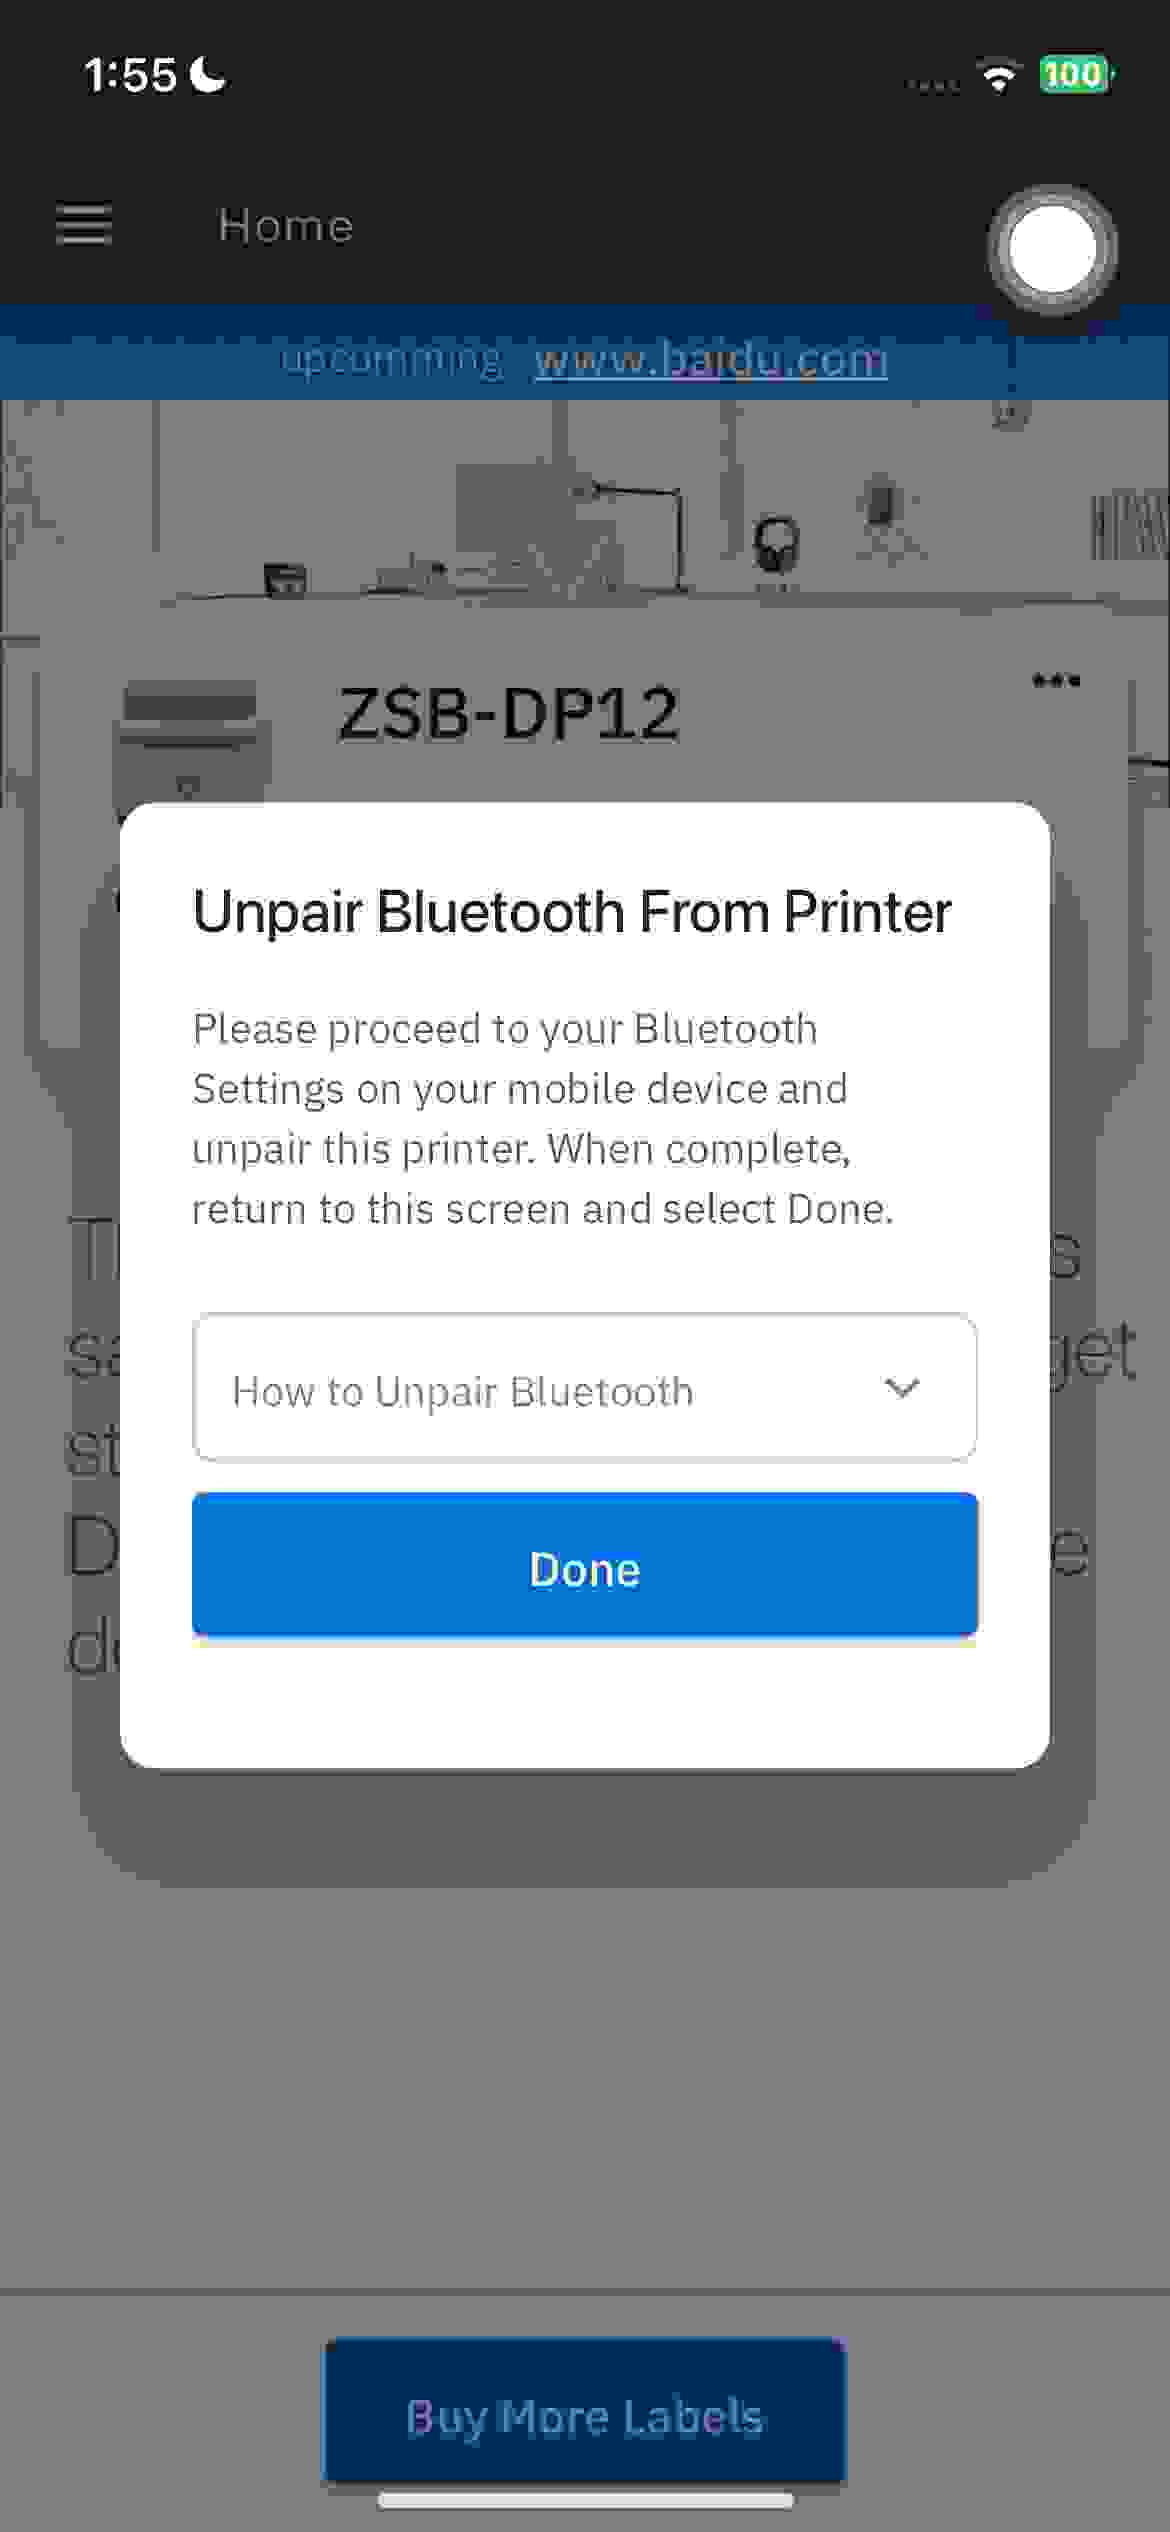 1:55
100
Home
upcomming www.baidu.com
ZSB-DP12
Unpair Bluetooth From Printer
Please proceed to your Bluetooth
Settings on your mobile device and
unpair this printer. When complete,
return to this screen and select Done.
How to Unpair Bluetooth
Done
get
Buy More Labels